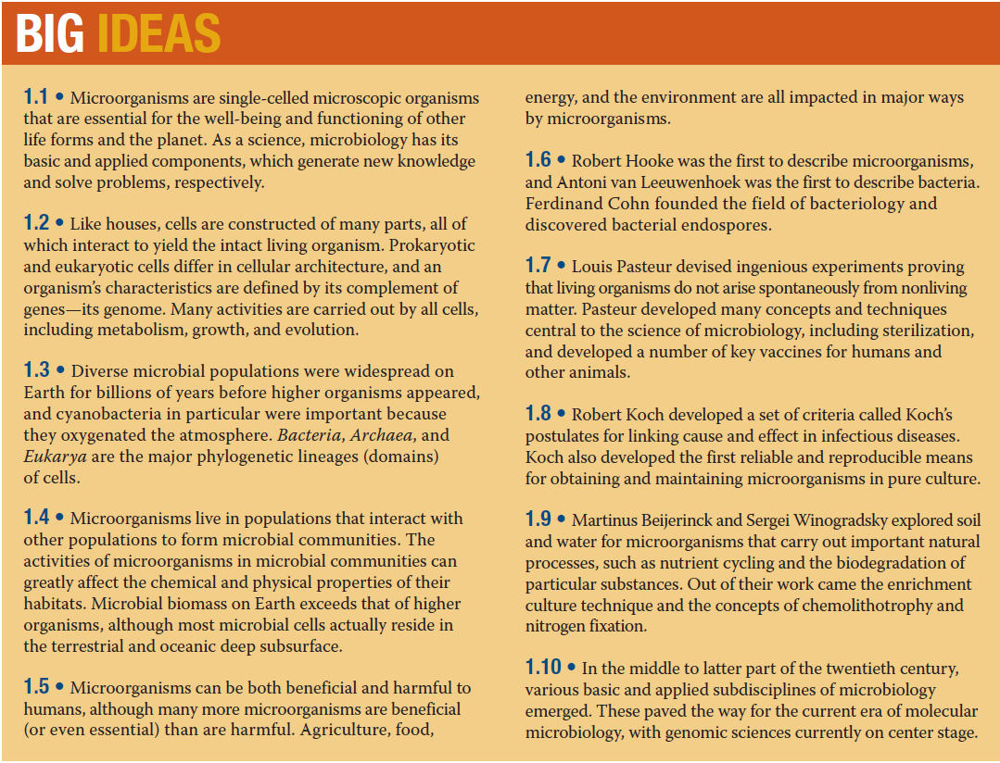 BIG IDEAS
1.1 • Microorganisms are single-celled microscopic organisms
that are essential for the well-being and functioning of other
life forms and the planet. As a science, microbiology has its
basic and applied components, which generate new knowledge
and solve problems, respectively.
1.2 • Like houses, cells are constructed of many parts, all of
which interact to yield the intact living organism. Prokaryotic
and eukaryotic cells differ in cellular architecture, and an
organism's characteristics are defined by its complement of
genes—its genome. Many activities are carried out by all cells,
including metabolism, growth, and evolution.
1.3 • Diverse microbial populations were widespread on
Earth for billions of years before higher organisms appeared,
and cyanobacteria in particular were important because
they oxygenated the atmosphere. Bacteria, Archaea, and
Eukarya are the major phylogenetic lineages (domains)
of cells.
1.4 • Microorganisms live in populations that interact with
other populations to form microbial communities. The
activities of microorganisms in microbial communities can
greatly affect the chemical and physical properties of their
habitats. Microbial biomass on Earth exceeds that of higher
organisms, although most microbial cells actually reside in
the terrestrial and oceanic deep subsurface.
1.5 • Microorganisms can be both beneficial and harmful to
humans, although many more microorganisms are beneficial
(or even essential) than are harmful. Agriculture, food,
energy, and the environment are all impacted in major ways
by microorganisms.
1.6 • Robert Hooke was the first to describe microorganisms,
and Antoni van Leeuwenhoek was the first to describe bacteria.
Ferdinand Cohn founded the field of bacteriology and
discovered bacterial endospores.
1.7 • Louis Pasteur devised ingenious experiments proving
that living organisms do not arise spontaneously from nonliving
matter. Pasteur developed many concepts and techniques
central to the science of microbiology, including sterilization,
and developed a number of key vaccines for humans and
other animals.
1.8 • Robert Koch developed a set of criteria called Koch's
postulates for linking cause and effect in infectious diseases.
Koch also developed the first reliable and reproducible means
for obtaining and maintaining microorganisms in pure culture.
1.9 • Martinus Beijerinck and Sergei Winogradsky explored soil
and water for microorganisms that carry out important natural
processes, such as nutrient cycling and the biodegradation of
particular substances. Out of their work came the enrichment
culture technique and the concepts of chemolithotrophy and
nitrogen fixation.
1.10 • In the middle to latter part of the twentieth century,
various basic and applied subdisciplines of microbiology
emerged. These paved the way for the current era of molecular
microbiology, with genomic sciences currently on center stage.